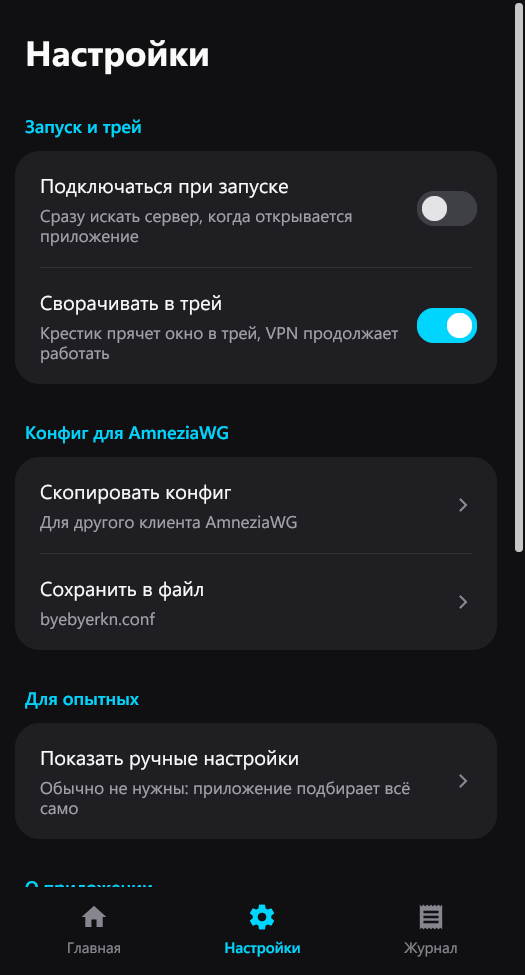 Настройки
Запуск и трей
Подключаться при запуске
Сразу искать сервер, когда открывается
приложение
Сворачивать в трей
Крестик прячет окно в трей, VPN продолжает
работать
Конфиг для AmneziaWG
Скопировать конфиг
Для другого клиента AmneziaWG
Сохранить в файл
byebyerkn.conf
Для опытных
Показать ручные настройки
Обычно не нужны: приложение подбирает всё
само
О приложении
Главная
Настройки
Журнал